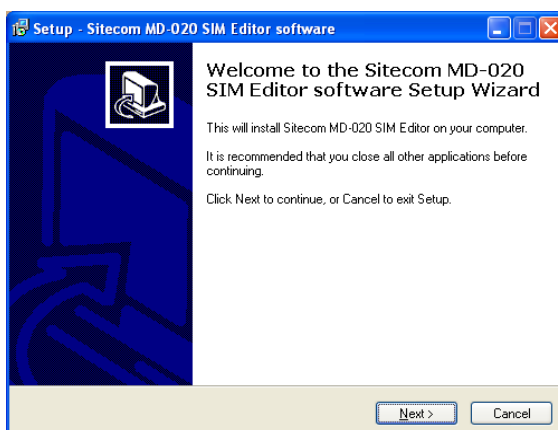 Setup - Sitecom MD-020 SIM Editor software
Welcome to the Sitecom MD-020
SIM Editor software Setup Wizard
This will install Sitecom MD-020 SIM Editor on your computer.
It is recommended that you close all other applications before
continuing.
Click Next to continue, or Cancel to exit Setup.
Next >
Cancel